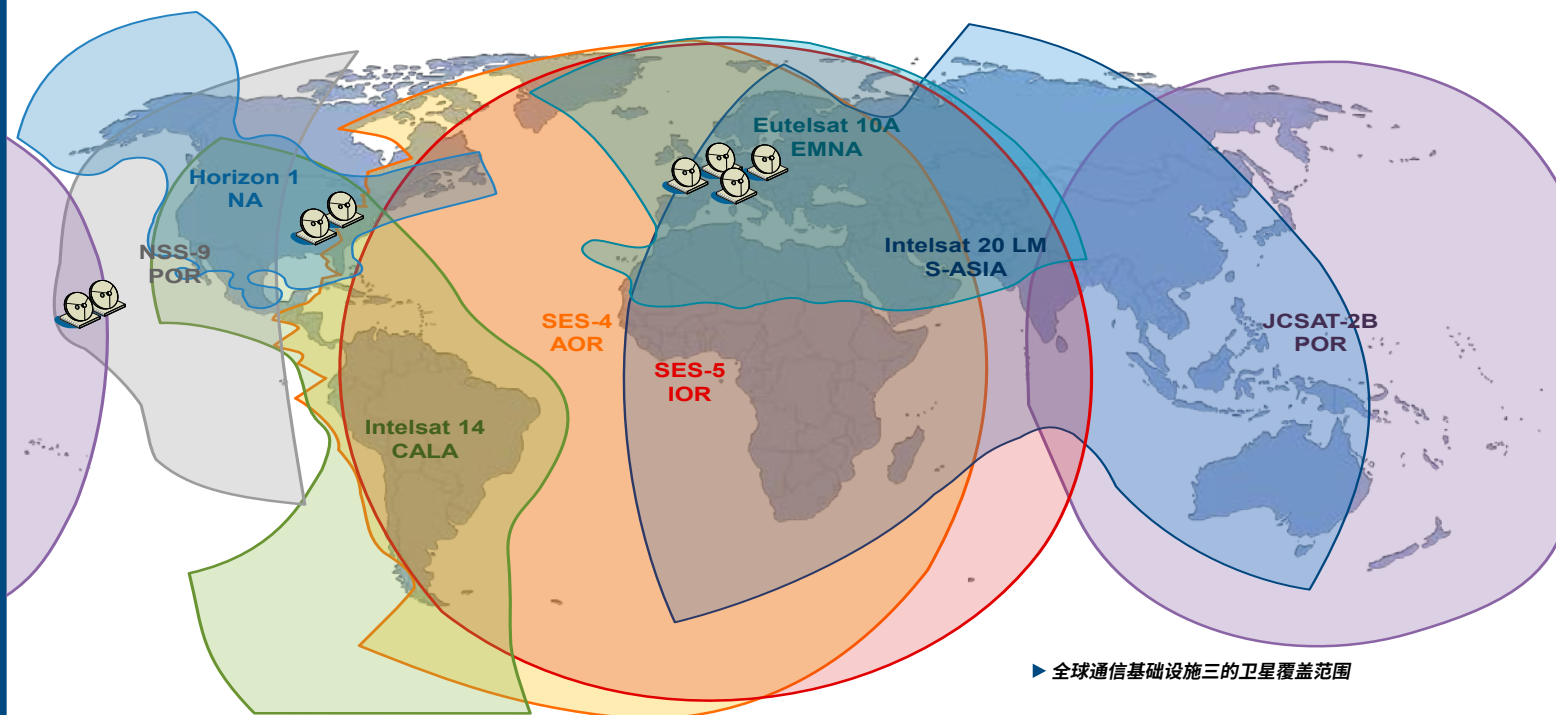 Eutelsat 10A
EMNA
Horizon 1
NA
NSS-9
POR
Intelsat 20 LM
S-ASIA
SES-4
AOR
JCSAT-2B
POR
SES-5
IOR
Intelsat 14
CALA
▶ 全球通信基础设施三的卫星覆盖范围